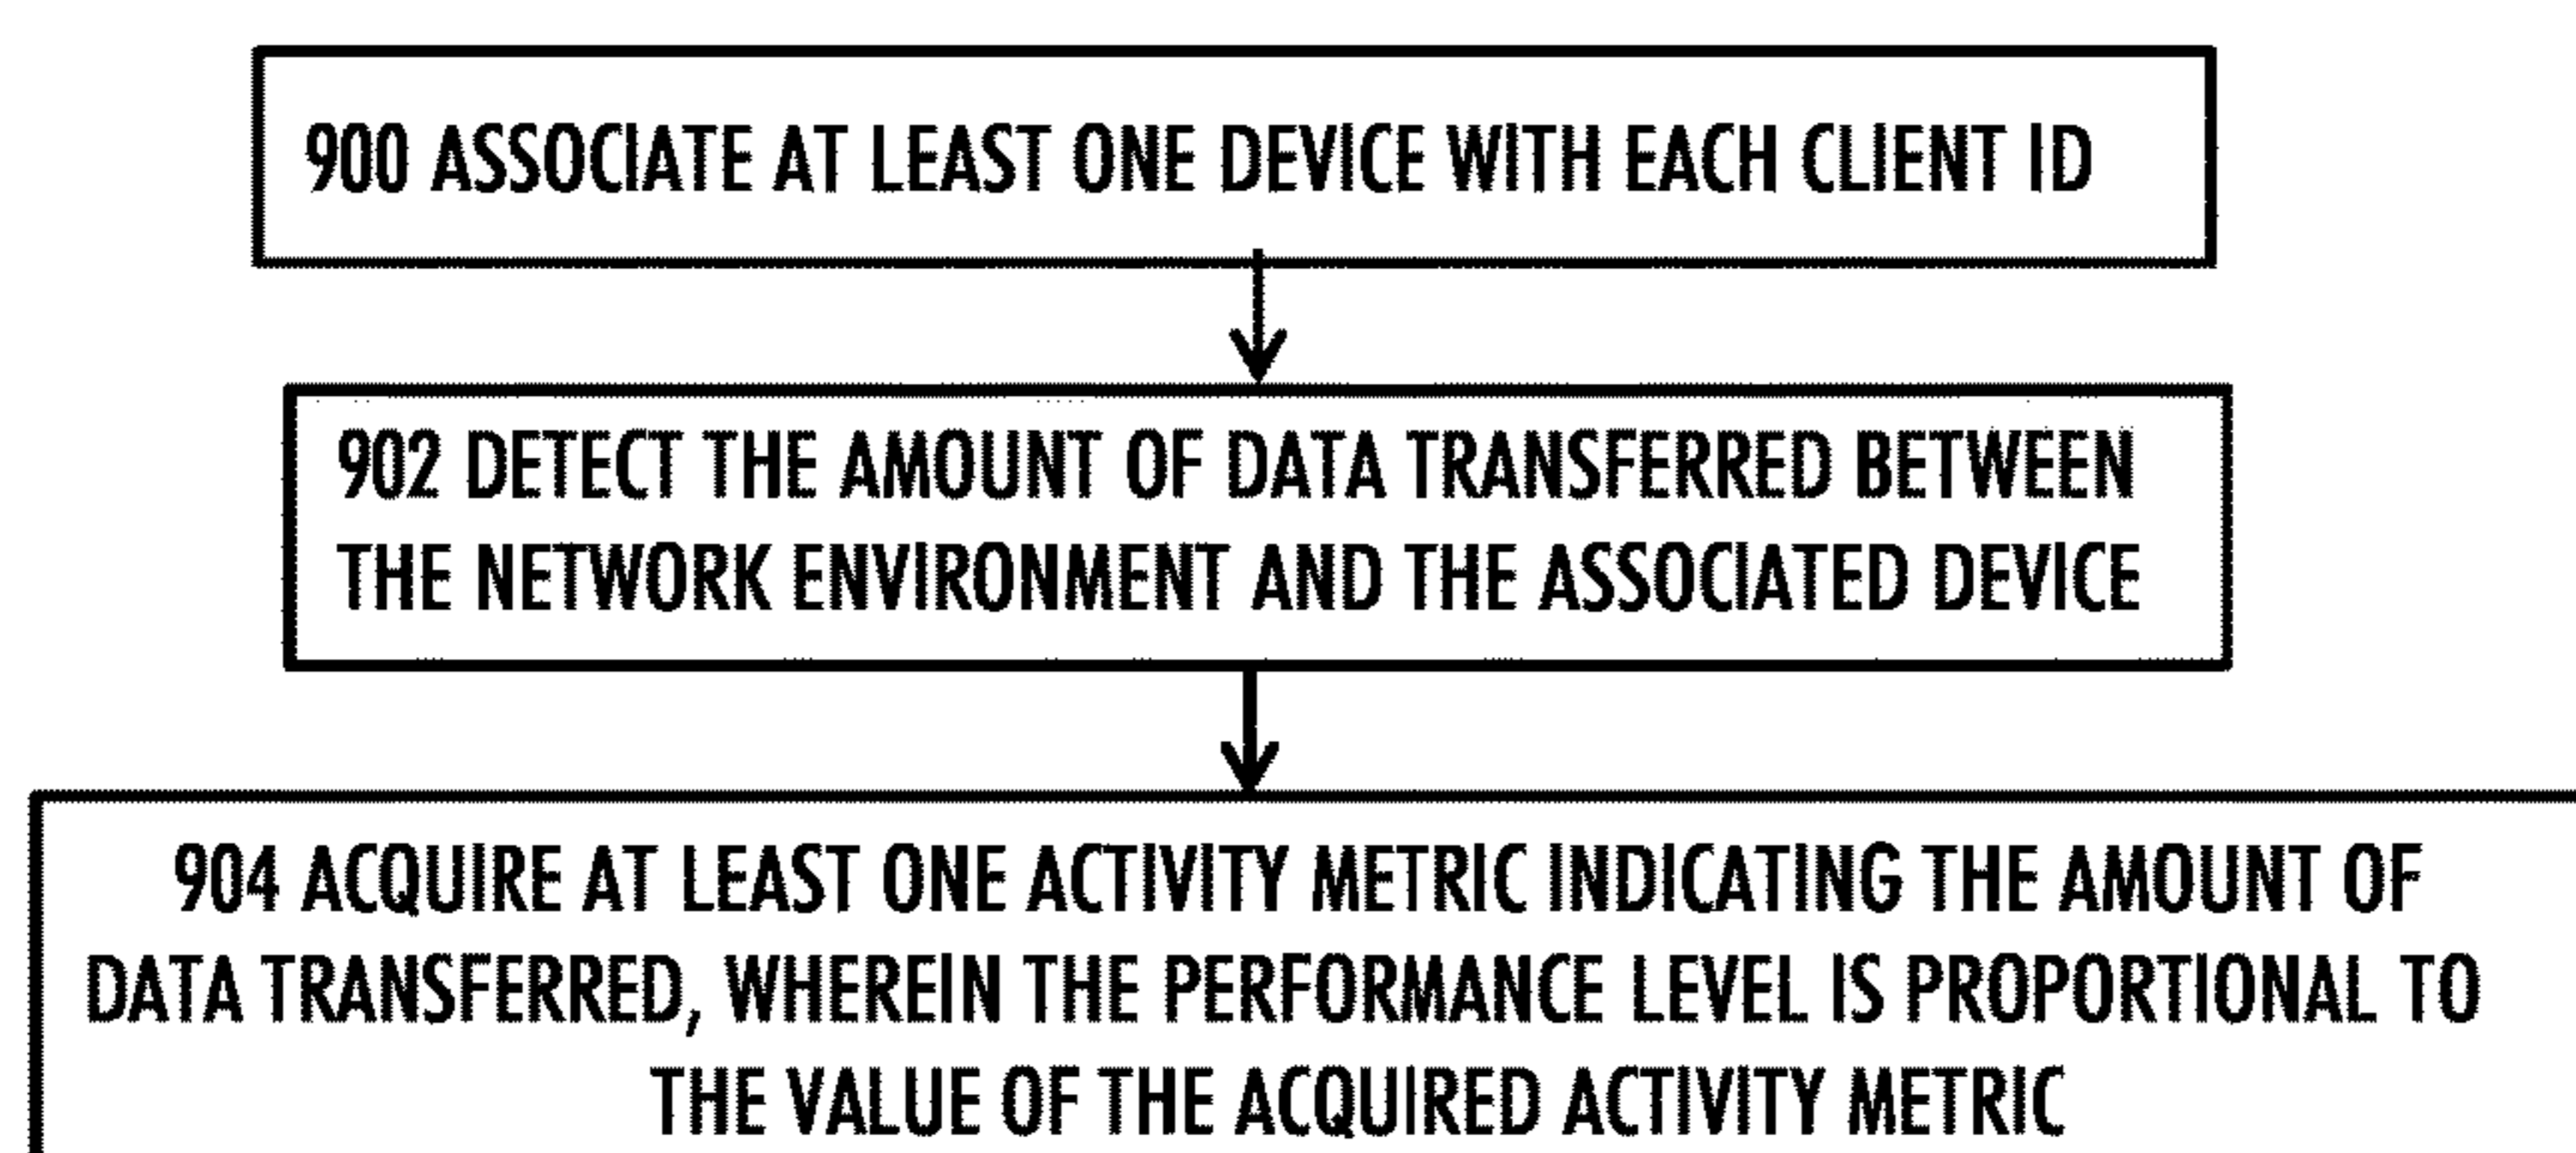 900 ASSOCIATE AT LEAST ONE DEVICE WITH EACH CLIENT ID
902 DETECT THE AMOUNT OF DATA TRANSFERRED BETWEEN
THE NETWORK ENVIRONMENT AND THE ASSOCIATED DEVICE
904 ACQUIRE AT LEAST ONE ACTIVITY METRIC INDICATING THE AMOUNT OF
DATA TRANSFERRED, WHEREIN THE PERFORMANCE LEVEL IS PROPORTIONAL TO
THE VALUE OF THE ACQUIRED ACTIVITY METRIC